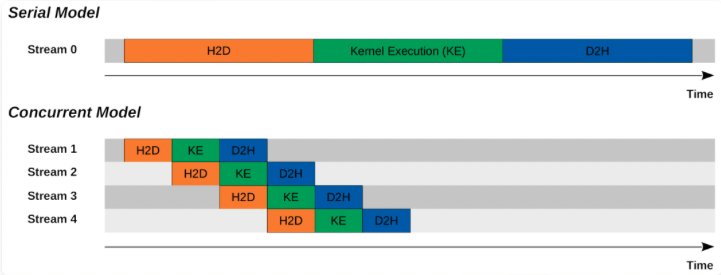 Serial Model
Stream 0 H2D Kernel Execution (KE) D2H
Time
Concurrent Model
Stream 1 H2D KE D2H
Stream 2 H2D KE D2H
Stream 3 H2D KE D2H
Stream 4 H2D KE D2H
Time